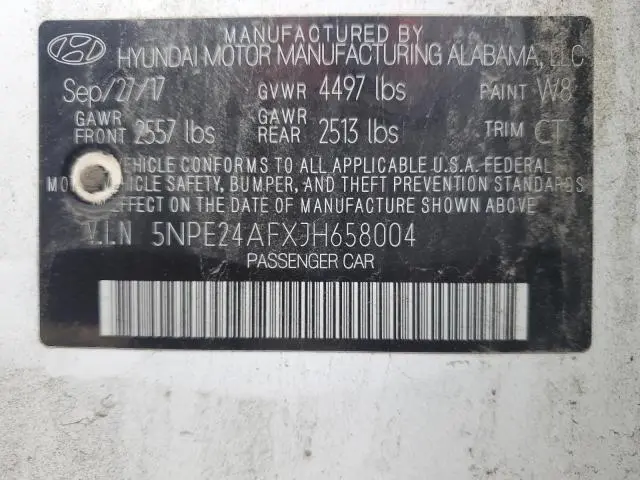 MANUFACTURED BY
HYUNDAI MOTOR MANUFACTURING ALABAMA, LLC
Sep/27/17 GVWR 4497 lbs PAINT W8
GAWR FRONT 2557 lbs GAWR REAR 2513 lbs TRIM CT
VEHICLE CONFORMS TO ALL APPLICABLE U.S.A. FEDERAL
VEHICLE SAFETY, BUMPER, AND THEFT PREVENTION STANDARDS
EFFECT ON THE DATE OF MANUFACTURE SHOWN ABOVE
V.I.N 5NPE24AFXJH658004
PASSENGER CAR